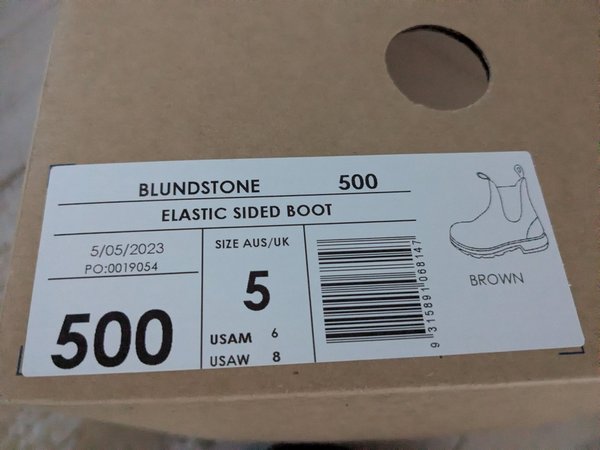 BLUNDSTONE 500
ELASTIC SIDED BOOT
5/05/2023
PO:0019054
500
SIZE AUS/UK
5
USAM 6
USAW 8
9 315891 068147
BROWN